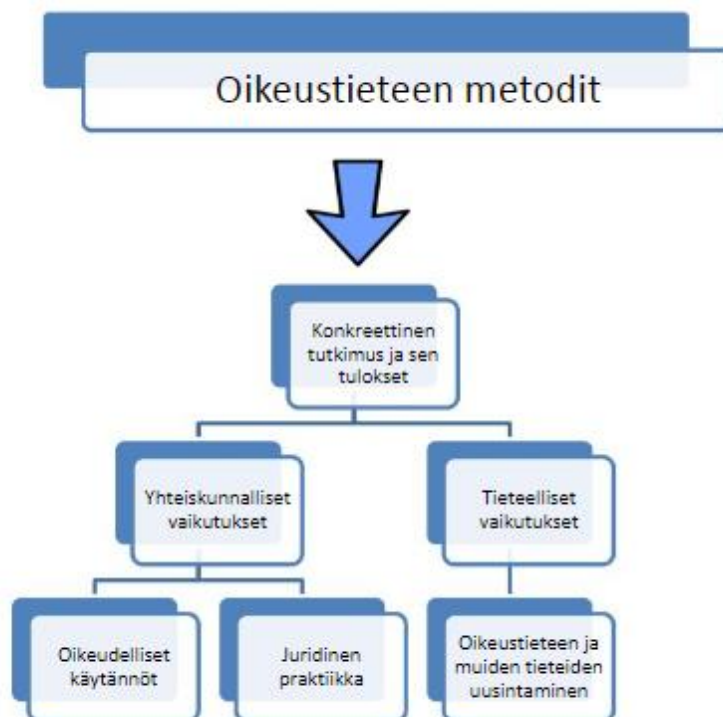 Oikeustieteen metodit
Konkreettinen
tutkimus ja sen
tulokset
Yhteiskunnalliset
vaikutukset
Tieteelliset
vaikutukset
Oikeudelliset
käytännöt
Juridinen
praktiikka
Oikeustieteen ja
muiden tieteiden
uusintaminen